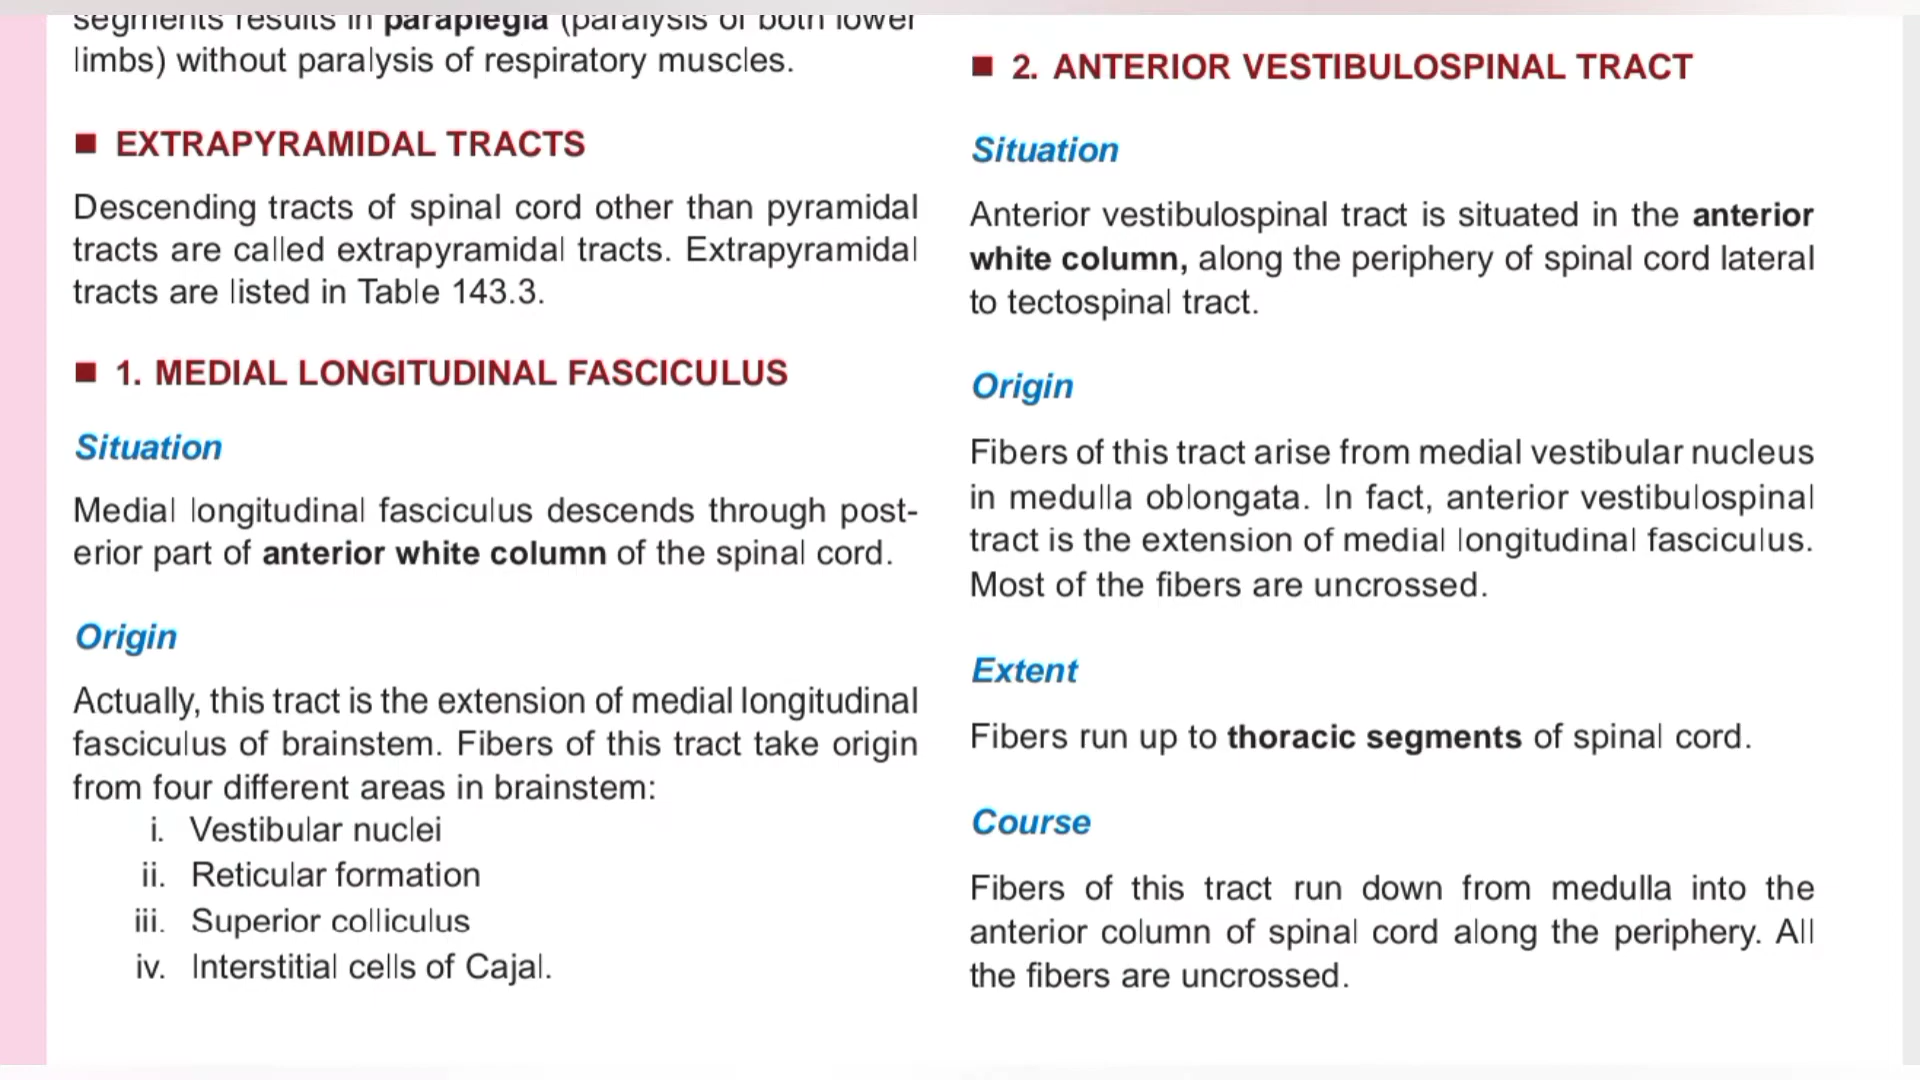 segments results in paraplegia (paralysis of both lower
limbs) without paralysis of respiratory muscles.
EXTRAPYRAMIDAL TRACTS
Descending tracts of spinal cord other than pyramidal
tracts are called extrapyramidal tracts. Extrapyramidal
tracts are listed in Table 143.3.
1. MEDIAL LONGITUDINAL FASCICULUS
Situation
Medial longitudinal fasciculus descends through post-
erior part of anterior white column of the spinal cord.
Origin
Actually, this tract is the extension of medial longitudinal
fasciculus of brainstem. Fibers of this tract take origin
from four different areas in brainstem:
i. Vestibular nuclei
ii. Reticular formation
iii. Superior colliculus
iv. Interstitial cells of Cajal.
2. ANTERIOR VESTIBULOSPINAL TRACT
Situation
Anterior vestibulospinal tract is situated in the anterior
white column, along the periphery of spinal cord lateral
to tectospinal tract.
Origin
Fibers of this tract arise from medial vestibular nucleus
in medulla oblongata. In fact, anterior vestibulospinal
tract is the extension of medial longitudinal fasciculus.
Most of the fibers are uncrossed.
Extent
Fibers run up to thoracic segments of spinal cord.
Course
Fibers of this tract run down from medulla into the
anterior column of spinal cord along the periphery. All
the fibers are uncrossed.